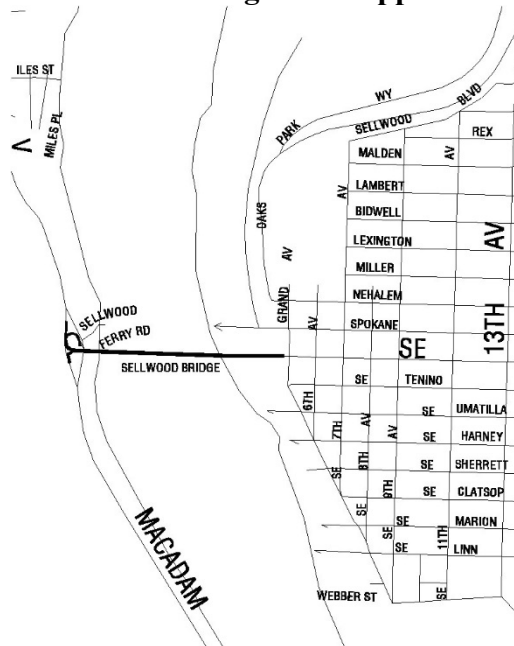 ILES ST
MILES PL
V
WY
PARK
SELLWOOD
BLVD
REX
MALDEN
AV
LAMBERT
AV
BIDWELL
OAKS
LEXINGTON
AV
AV
MILLER
13TH
NEHALEM
GRAND
SPOKANE
AV
SELLWOOD
FERRY RD
SE
SELLWOOD BRIDGE
SE
TENINO
6TH
SE
UMATILLA
7TH
AV
AV
SE
HARNEY
8TH
SE
SHERRETT
SE
9TH
SE
CLATSOP
SE
SE
MARION
MACADAM
SE
11TH
SE
LINN
WEBBER ST
SE